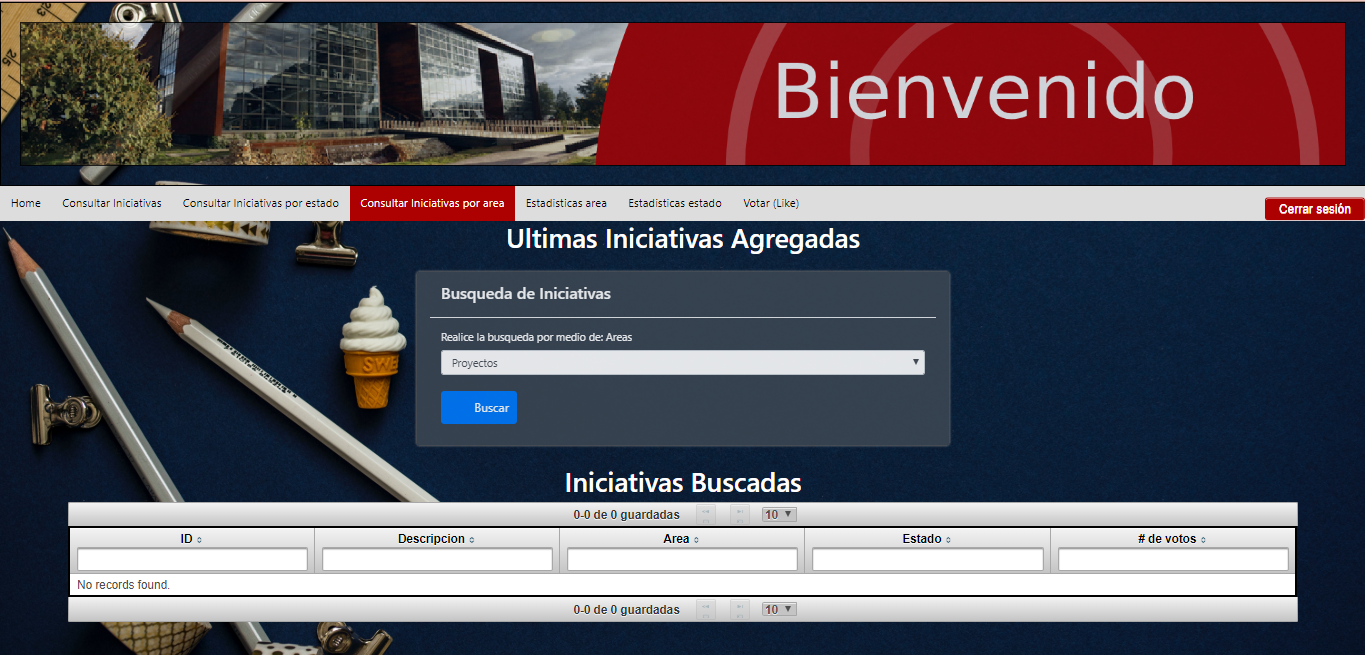 Bienvenido
Home Consultar Iniciativas Consultar Iniciativas por estado Consultar Iniciativas por area Estadisticas area Estadisticas estado Votar (Like) Cerrar sesión
Ultimas Iniciativas Agregadas
Busqueda de Iniciativas
Realice la busqueda por medio de: Areas
Proyectos
Buscar
SWE
Iniciativas Buscadas
0-0 de 0 guardadas 10
ID Descripcion Area Estado # de votos
No records found.
0-0 de 0 guardadas 10